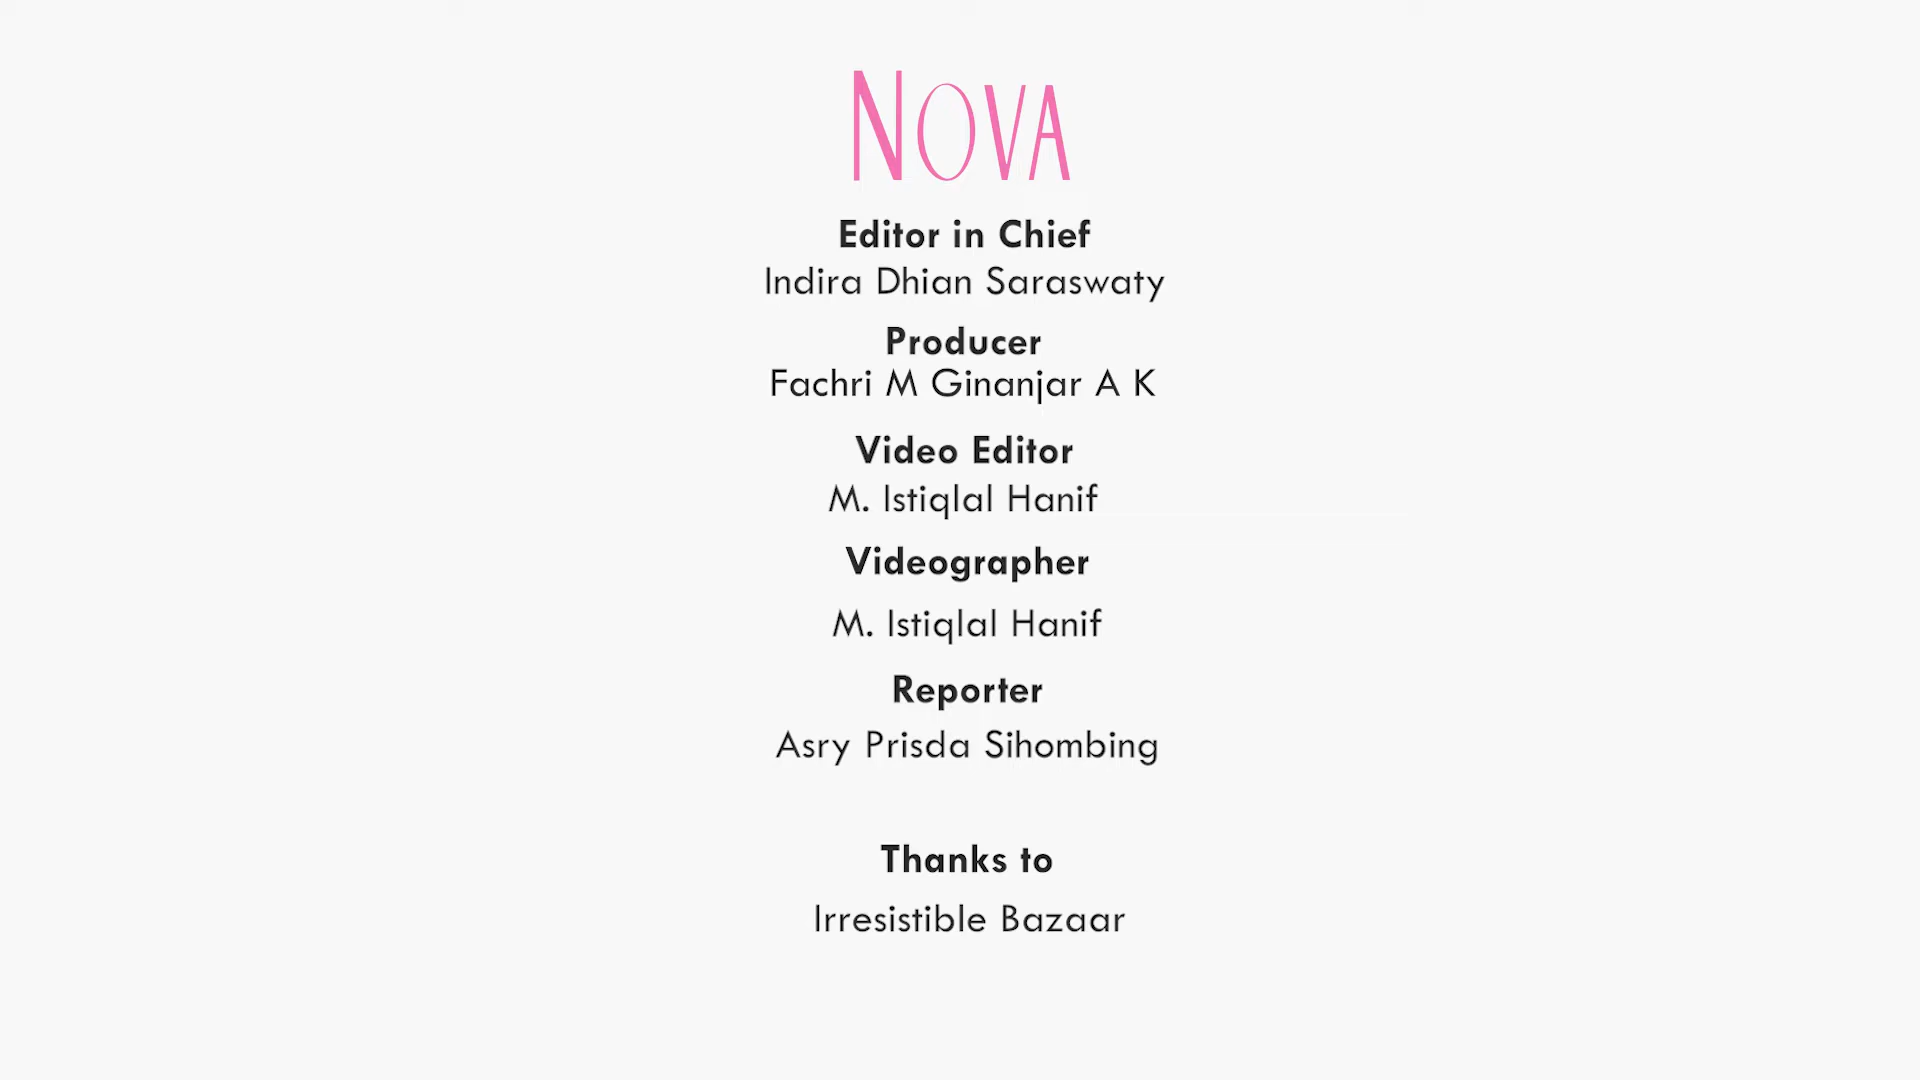 NOVA
Editor in Chief
Indira Dhian Saraswaty
Producer
Fachri M Ginanjar A K
Video Editor
M. Istiqlal Hanif
Videographer
M. Istiqlal Hanif
Reporter
Asry Prisda Sihombing
Thanks to
Irresistible Bazaar